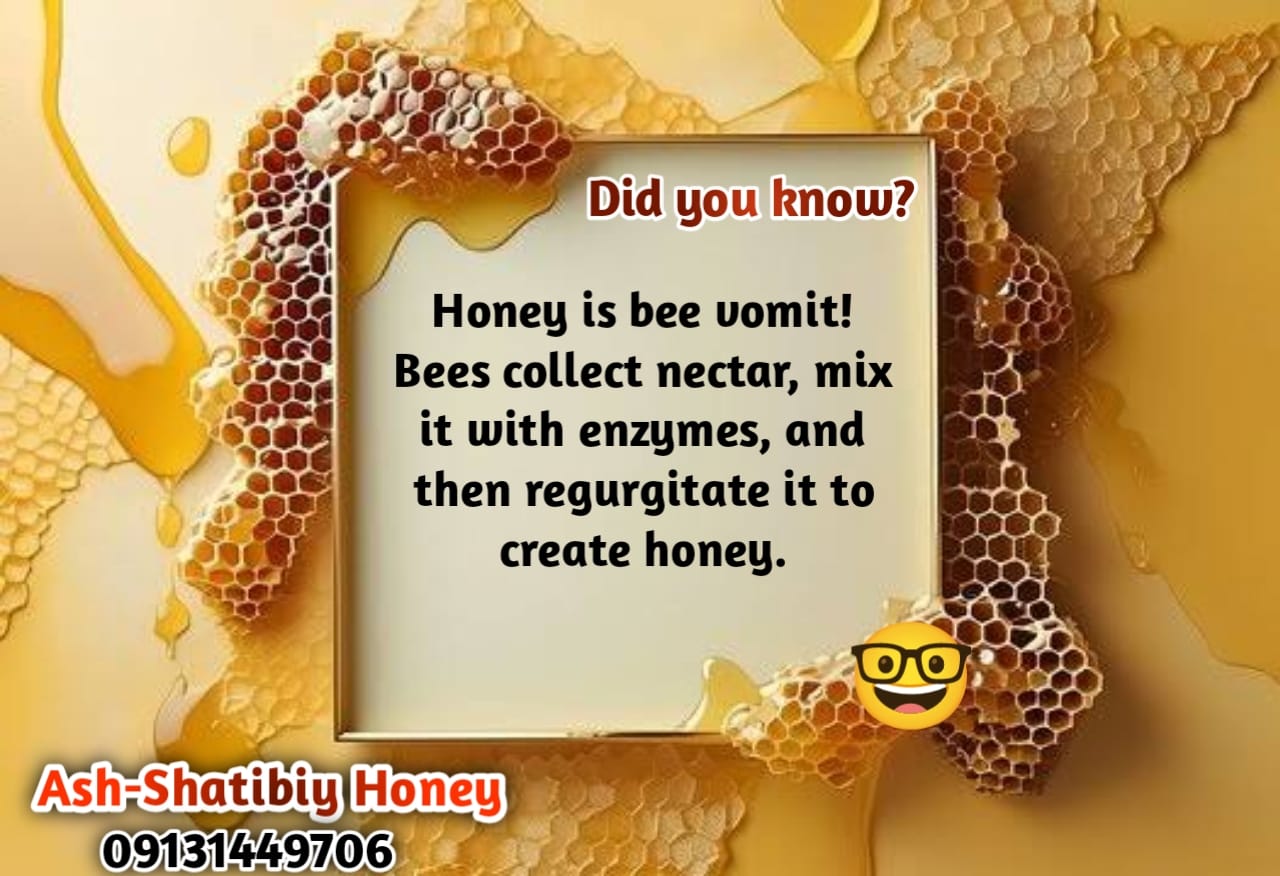 Did you know?
Honey is bee vomit!
Bees collect nectar, mix
it with enzymes, and
then regurgitate it to
create honey.
Ash-Shatibiy Honey
09131449706